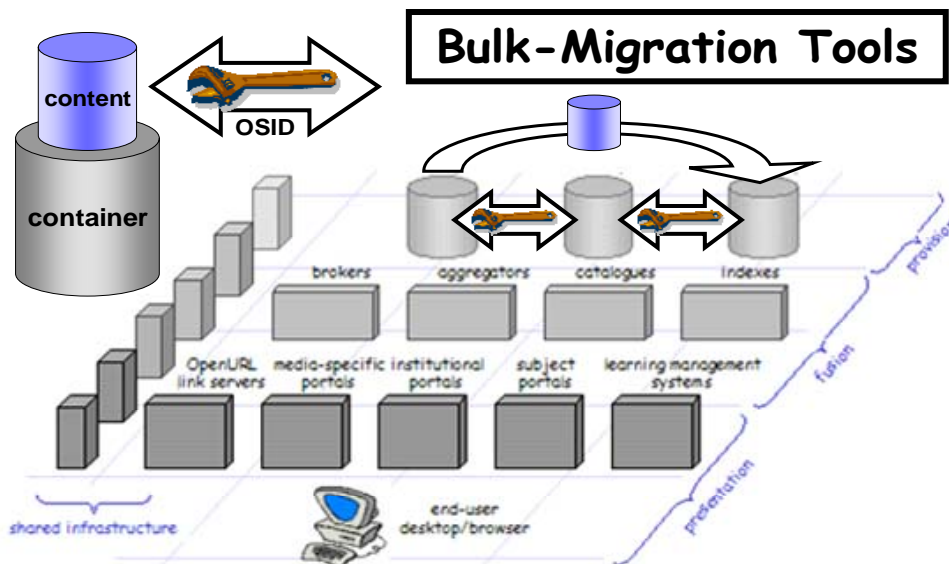 Bulk-Migration Tools
content
OSID
container
provision
brokers
aggregators
catalogues
indexes
fusion
OpenURL
link servers
media-specific
portals
institutional
portals
subject
portals
learning management
systems
presentation
shared infrastructure
end-user
desktop/browser